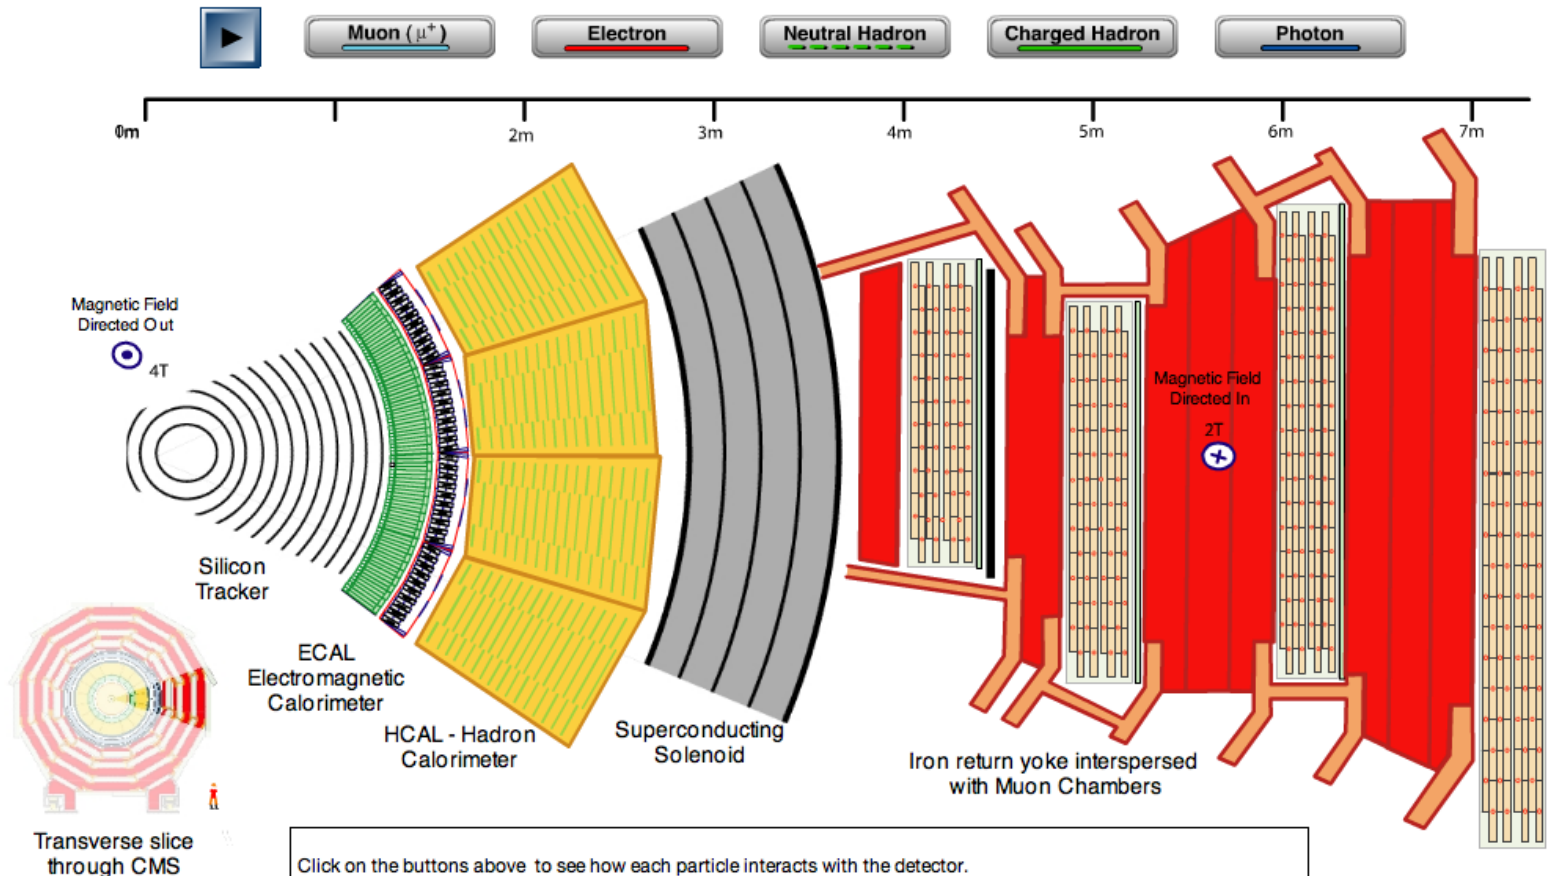 Muon ( μ⁺ )
Electron
Neutral Hadron
Charged Hadron
Photon
0m
2m
3m
4m
5m
6m
7m
Magnetic Field
Directed Out
4T
Magnetic Field
Directed In
2T
Silicon
Tracker
ECAL
Electromagnetic
Calorimeter
HCAL - Hadron
Calorimeter
Superconducting
Solenoid
Iron return yoke interspersed
with Muon Chambers
Transverse slice
through CMS
Click on the buttons above to see how each particle interacts with the detector.